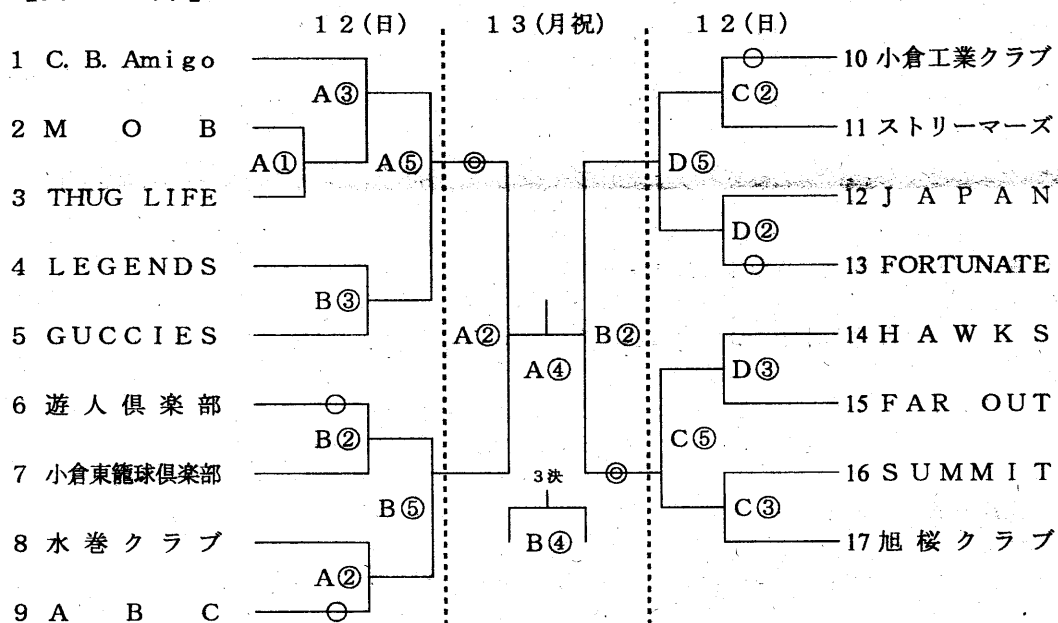 12(日) 13(月祝) 12(日)
1 C. B. Amigo
2 M O B
3 THUG LIFE
4 LEGENDS
5 GUCCIES
6 遊人倶楽部
7 小倉東籠球倶楽部
8 水巻クラブ
9 A B C
A①
A③
B③
B②
A②
A⑤
B⑤
A②
A④
3決
B④
B②
D⑤
C⑤
C②
D②
D③
C③
10 小倉工業クラブ
11 ストリーマーズ
12 J A P A N
13 FORTUNATE
14 H A W K S
15 FAR OUT
16 SUMMIT
17 旭桜クラブ